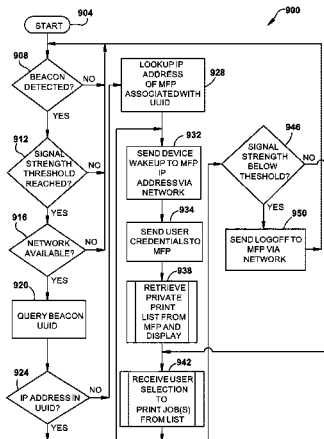 900
904
START
908
BEACON
DETECTED?
NO
YES
912
SIGNAL
STRENGTH
THRESHOLD
REACHED?
NO
YES
916
NETWORK
AVAILABLE?
NO
YES
920
QUERY BEACON
UUID
924
IP ADDRESS IN
UUID?
NO
YES
LOOKUP IP
ADDRESS
OF MFP
ASSOCIATED WITH
UUID
928
932
SEND DEVICE
WAKEUP TO MFP
IP
ADDRESS VIA
NETWORK
934
SEND USER
CREDENTIALS TO
MFP
938
RETRIEVE
PRIVATE
PRINT
LIST FROM
MFP AND
DISPLAY
942
RECEIVE USER
SELECTION
TO
PRINT JOB(S)
FROM LIST
946
SIGNAL
STRENGTH
BELOW
THESHOLD?
YES
950
SEND LOGOFF TO
MFP VIA
NETWORK